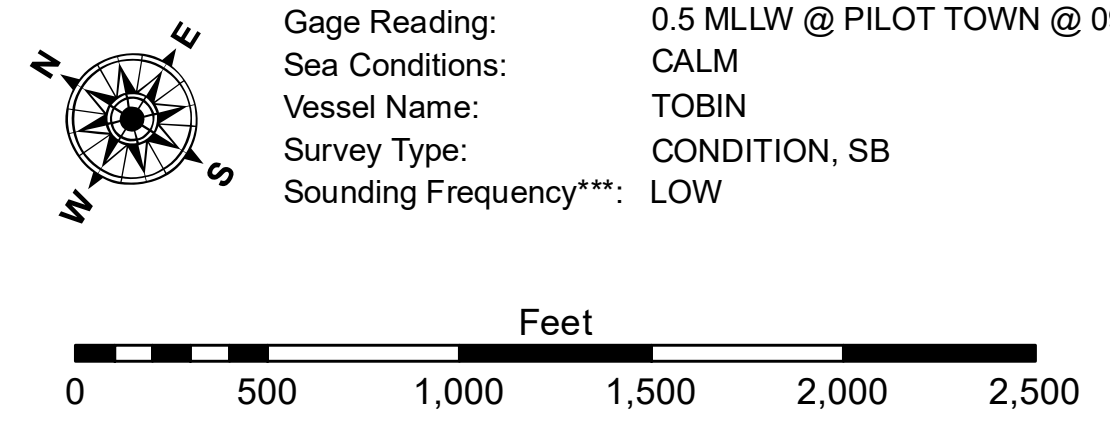 N
E
S
W
Gage Reading: 0.5 MLLW @ PILOT TOWN @
Sea Conditions: CALM
Vessel Name: TOBIN
Survey Type: CONDITION, SB
Sounding Frequency***: LOW
Feet
0 500 1,000 1,500 2,000 2,500